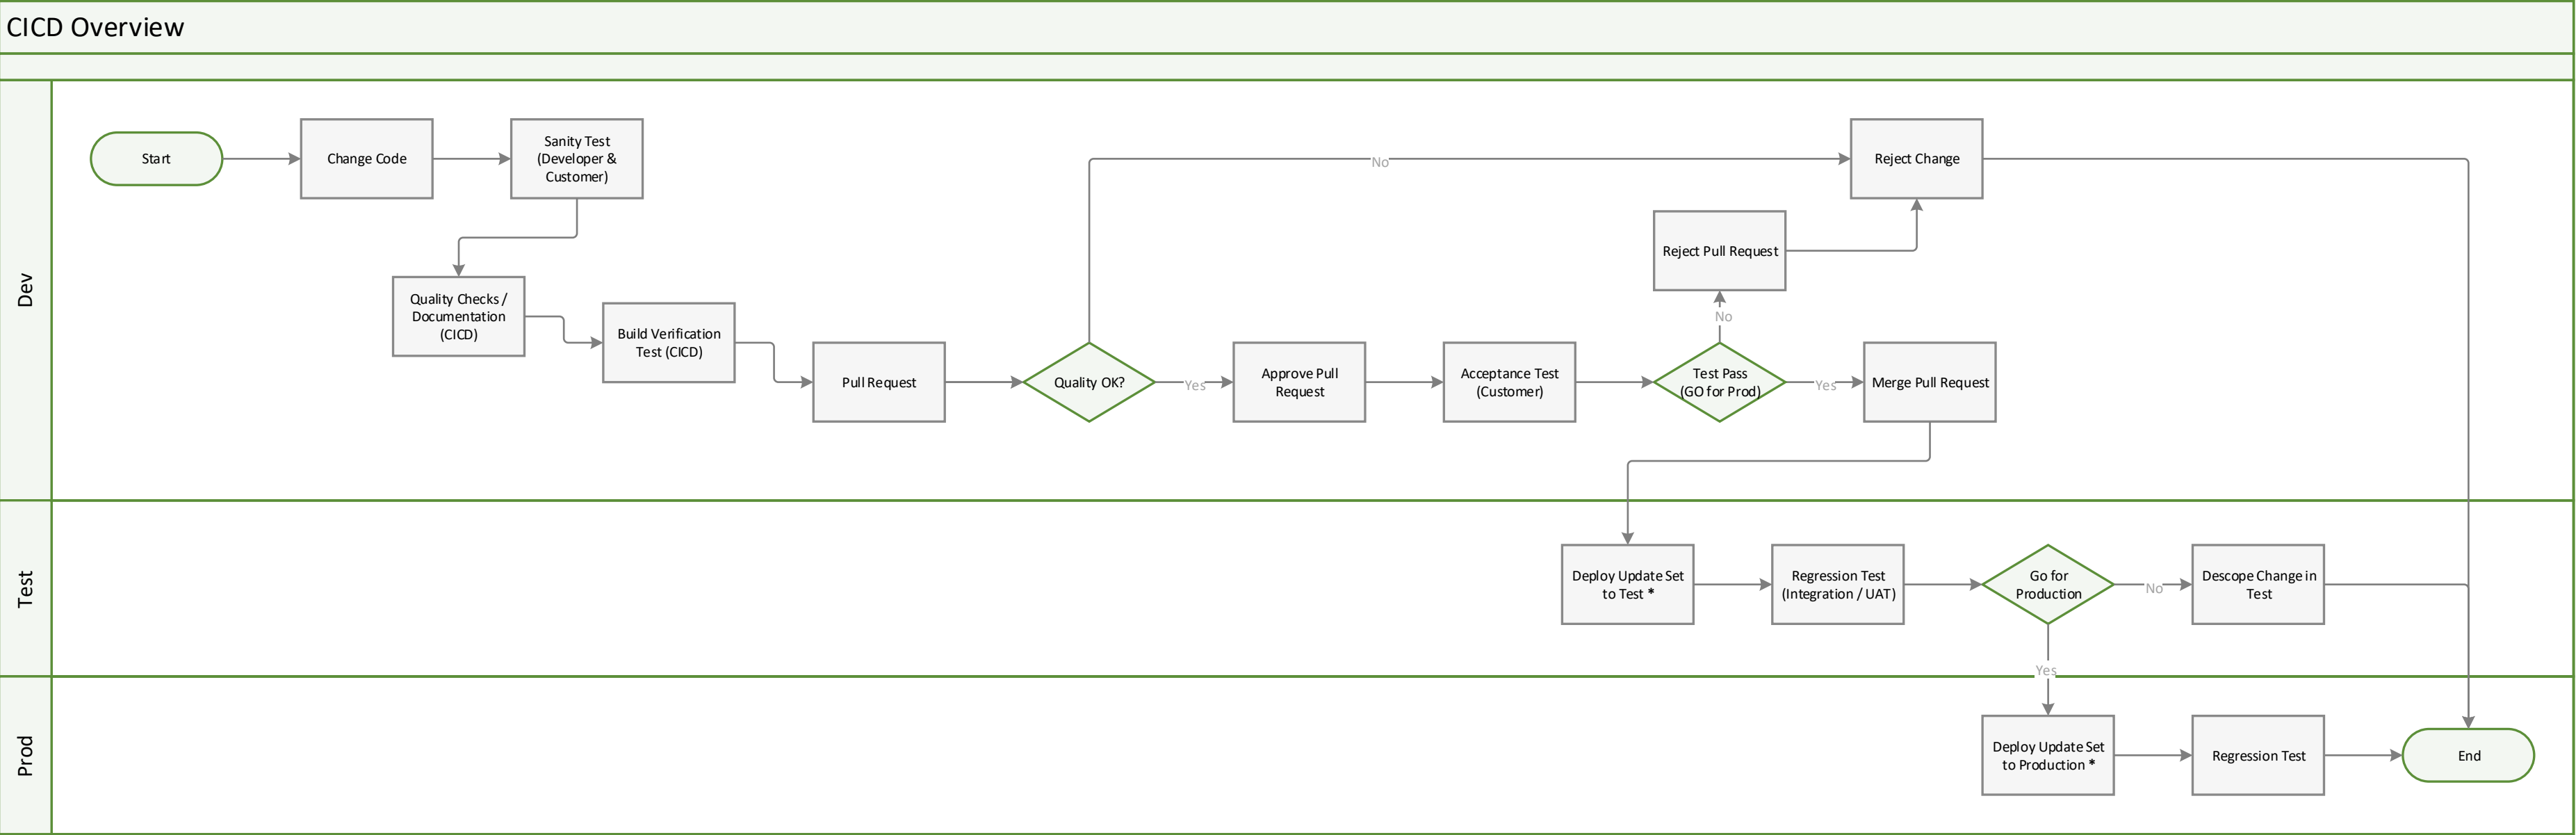 CICD Overview
Dev
Start
Change Code
Sanity Test
(Developer &
Customer)
Quality Checks /
Documentation
(CICD)
Build Verification
Test (CICD)
Pull Request
Quality OK?
No
Yes
Approve Pull
Request
Acceptance Test
(Customer)
Test Pass
(GO for Prod)
No
Reject Pull Request
Reject Change
Yes
Merge Pull Request
Test
Deploy Update Set
to Test *
Regression Test
(Integration / UAT)
Go for
Production
No
Descope Change in
Test
Yes
Prod
Deploy Update Set
to Production *
Regression Test
End